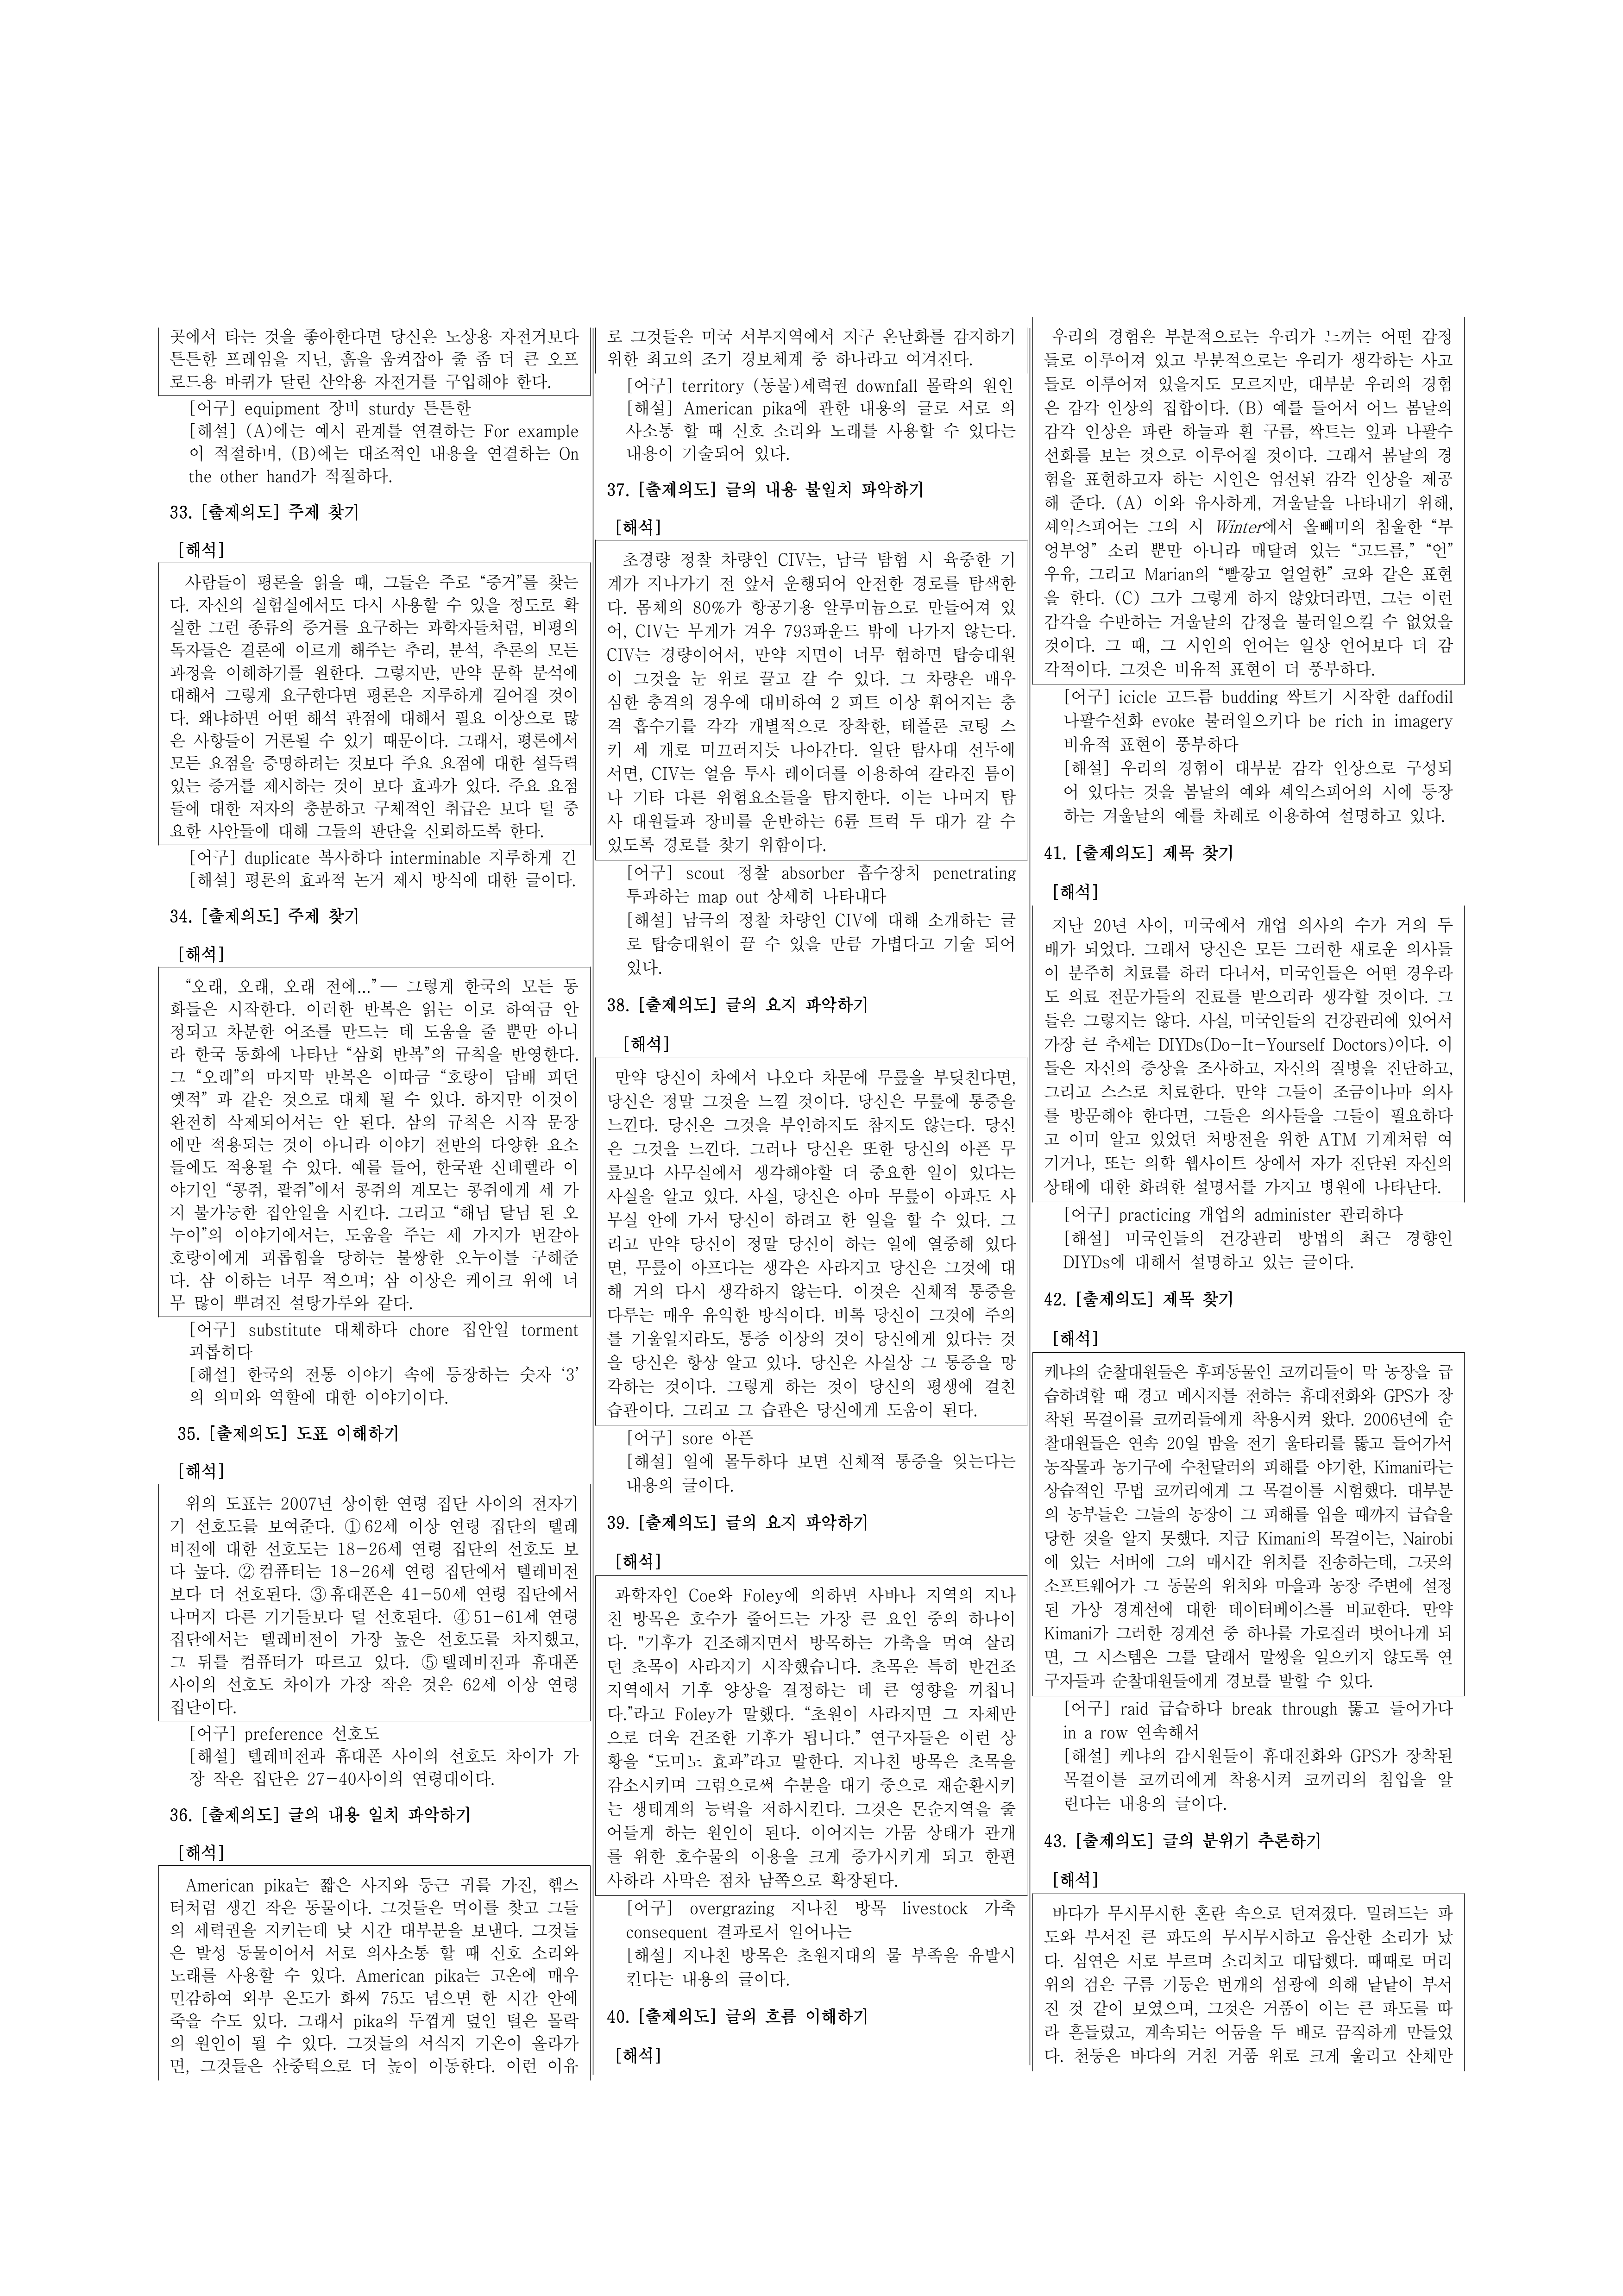 곳에서 타는 것을 좋아한다면 당신은 노상용 자전거보다
튼튼한 프레임을 지닌, 흙을 움켜잡아 줄 좀 더 큰 오프
로드용 바퀴가 달린 산악용 자전거를 구입해야 한다.
[어구] equipment 장비 sturdy 튼튼한
[해설] (A)에는 예시 관계를 연결하는 For example
이 적절하며, (B)에는 대조적인 내용을 연결하는 On
the other hand가 적절하다.
33. [출제의도] 주제 찾기
[해석]
사람들이 평론을 읽을 때, 그들은 주로 “증거”를 찾는
다. 자신의 실험실에서도 다시 사용할 수 있을 정도로 확
실한 그런 종류의 증거를 요구하는 과학자들처럼, 비평의
독자들은 결론에 이르게 해주는 추리, 분석, 추론의 모든
과정을 이해하기를 원한다. 그렇지만, 만약 문학 분석에
대해서 그렇게 요구한다면 평론은 지루하게 길어질 것이
다. 왜냐하면 어떤 해석 관점에 대해서 필요 이상으로 많
은 사항들이 거론될 수 있기 때문이다. 그래서, 평론에서
모든 요점을 증명하려는 것보다 주요 요점에 대한 설득력
있는 증거를 제시하는 것이 보다 효과가 있다. 주요 요점
들에 대한 저자의 충분하고 구체적인 취급은 보다 덜 중
요한 사안들에 대해 그들의 판단을 신뢰하도록 한다.
[어구] duplicate 복사하다 interminable 지루하게 긴
[해설] 평론의 효과적 논거 제시 방식에 대한 글이다.
34. [출제의도] 주제 찾기
[해석]
“오래, 오래, 오래 전에...”— 그렇게 한국의 모든 동
화들은 시작한다. 이러한 반복은 읽는 이로 하여금 안
정되고 차분한 어조를 만드는 데 도움을 줄 뿐만 아니
라 한국 동화에 나타난 “삼회 반복”의 규칙을 반영한다.
그 “오래”의 마지막 반복은 이따금 “호랑이 담배 피던
옛적” 과 같은 것으로 대체 될 수 있다. 하지만 이것이
완전히 삭제되어서는 안 된다. 삼의 규칙은 시작 문장
에만 적용되는 것이 아니라 이야기 전반의 다양한 요소
들에도 적용될 수 있다. 예를 들어, 한국판 신데렐라 이
야기인 “콩쥐, 팥쥐”에서 콩쥐의 계모는 콩쥐에게 세 가
지 불가능한 집안일을 시킨다. 그리고 “해님 달님 된 오
누이”의 이야기에서는, 도움을 주는 세 가지가 번갈아
호랑이에게 괴롭힘을 당하는 불쌍한 오누이를 구해준
다. 삼 이하는 너무 적으며; 삼 이상은 케이크 위에 너
무 많이 뿌려진 설탕가루와 같다.
[어구] substitute 대체하다 chore 집안일 torment
괴롭히다
[해설] 한국의 전통 이야기 속에 등장하는 숫자 ‘3’
의 의미와 역할에 대한 이야기이다.
35. [출제의도] 도표 이해하기
[해석]
위의 도표는 2007년 상이한 연령 집단 사이의 전자기
기 선호도를 보여준다. ①62세 이상 연령 집단의 텔레
비전에 대한 선호도는 18-26세 연령 집단의 선호도 보
다 높다. ②컴퓨터는 18-26세 연령 집단에서 텔레비전
보다 더 선호된다. ③휴대폰은 41-50세 연령 집단에서
나머지 다른 기기들보다 덜 선호된다. ④51-61세 연령
집단에서는 텔레비전이 가장 높은 선호도를 차지했고,
그 뒤를 컴퓨터가 따르고 있다. ⑤텔레비전과 휴대폰
사이의 선호도 차이가 가장 작은 것은 62세 이상 연령
집단이다.
[어구] preference 선호도
[해설] 텔레비전과 휴대폰 사이의 선호도 차이가 가
장 작은 집단은 27-40사이의 연령대이다.
36. [출제의도] 글의 내용 일치 파악하기
[해석]
American pika는 짧은 사지와 둥근 귀를 가진, 햄스
터처럼 생긴 작은 동물이다. 그것들은 먹이를 찾고 그들
의 세력권을 지키는데 낮 시간 대부분을 보낸다. 그것들
은 발성 동물이어서 서로 의사소통 할 때 신호 소리와
노래를 사용할 수 있다. American pika는 고온에 매우
민감하여 외부 온도가 화씨 75도 넘으면 한 시간 안에
죽을 수도 있다. 그래서 pika의 두껍게 덮인 털은 몰락
의 원인이 될 수 있다. 그것들의 서식지 기온이 올라가
면, 그것들은 산중턱으로 더 높이 이동한다. 이런 이유
로 그것들은 미국 서부지역에서 지구 온난화를 감지하기
위한 최고의 조기 경보체계 중 하나라고 여겨진다.
[어구] territory (동물)세력권 downfall 몰락의 원인
[해설] American pika에 관한 내용의 글로 서로 의
사소통 할 때 신호 소리와 노래를 사용할 수 있다는
내용이 기술되어 있다.
37. [출제의도] 글의 내용 불일치 파악하기
[해석]
초경량 정찰 차량인 CIV는, 남극 탐험 시 육중한 기
계가 지나가기 전 앞서 운행되어 안전한 경로를 탐색한
다. 몸체의 80%가 항공기용 알루미늄으로 만들어져 있
어, CIV는 무게가 겨우 793파운드 밖에 나가지 않는다.
CIV는 경량이어서, 만약 지면이 너무 험하면 탑승대원
이 그것을 눈 위로 끌고 갈 수 있다. 그 차량은 매우
심한 충격의 경우에 대비하여 2 피트 이상 휘어지는 충
격 흡수기를 각각 개별적으로 장착한, 테플론 코팅 스
키 세 개로 미끄러지듯 나아간다. 일단 탐사대 선두에
서면, CIV는 얼음 투사 레이더를 이용하여 갈라진 틈이
나 기타 다른 위험요소들을 탐지한다. 이는 나머지 탐
사 대원들과 장비를 운반하는 6륜 트럭 두 대가 갈 수
있도록 경로를 찾기 위함이다.
[어구] scout 정찰 absorber 흡수장치 penetrating
투과하는 map out 상세히 나타내다
[해설] 남극의 정찰 차량인 CIV에 대해 소개하는 글
로 탑승대원이 끌 수 있을 만큼 가볍다고 기술 되어
있다.
38. [출제의도] 글의 요지 파악하기
[해석]
만약 당신이 차에서 나오다 차문에 무릎을 부딪친다면,
당신은 정말 그것을 느낄 것이다. 당신은 무릎에 통증을
느낀다. 당신은 그것을 부인하지도 참지도 않는다. 당신
은 그것을 느낀다. 그러나 당신은 또한 당신의 아픈 무
릎보다 사무실에서 생각해야할 더 중요한 일이 있다는
사실을 알고 있다. 사실, 당신은 아마 무릎이 아파도 사
무실 안에 가서 당신이 하려고 한 일을 할 수 있다. 그
리고 만약 당신이 정말 당신이 하는 일에 열중해 있다
면, 무릎이 아프다는 생각은 사라지고 당신은 그것에 대
해 거의 다시 생각하지 않는다. 이것은 신체적 통증을
다루는 매우 유익한 방식이다. 비록 당신이 그것에 주의
를 기울일지라도, 통증 이상의 것이 당신에게 있다는 것
을 당신은 항상 알고 있다. 당신은 사실상 그 통증을 망
각하는 것이다. 그렇게 하는 것이 당신의 평생에 걸친
습관이다. 그리고 그 습관은 당신에게 도움이 된다.
[어구] sore 아픈
[해설] 일에 몰두하다 보면 신체적 통증을 잊는다는
내용의 글이다.
39. [출제의도] 글의 요지 파악하기
[해석]
과학자인 Coe와 Foley에 의하면 사바나 지역의 지나
친 방목은 호수가 줄어드는 가장 큰 요인 중의 하나이
다. "기후가 건조해지면서 방목하는 가축을 먹여 살리
던 초목이 사라지기 시작했습니다. 초목은 특히 반건조
지역에서 기후 양상을 결정하는 데 큰 영향을 끼칩니
다.”라고 Foley가 말했다. “초원이 사라지면 그 자체만
으로 더욱 건조한 기후가 됩니다.” 연구자들은 이런 상
황을 “도미노 효과”라고 말한다. 지나친 방목은 초목을
감소시키며 그럼으로써 수분을 대기 중으로 재순환시키
는 생태계의 능력을 저하시킨다. 그것은 몬순지역을 줄
어들게 하는 원인이 된다. 이어지는 가뭄 상태가 관개
를 위한 호수물의 이용을 크게 증가시키게 되고 한편
사하라 사막은 점차 남쪽으로 확장된다.
[어구] overgrazing 지나친 방목 livestock 가축
consequent 결과로서 일어나는
[해설] 지나친 방목은 초원지대의 물 부족을 유발시
킨다는 내용의 글이다.
40. [출제의도] 글의 흐름 이해하기
[해석]
우리의 경험은 부분적으로는 우리가 느끼는 어떤 감정
들로 이루어져 있고 부분적으로는 우리가 생각하는 사고
들로 이루어져 있을지도 모르지만, 대부분 우리의 경험
은 감각 인상의 집합이다. (B) 예를 들어서 어느 봄날의
감각 인상은 파란 하늘과 흰 구름, 싹트는 잎과 나팔수
선화를 보는 것으로 이루어질 것이다. 그래서 봄날의 경
험을 표현하고자 하는 시인은 엄선된 감각 인상을 제공
해 준다. (A) 이와 유사하게, 겨울날을 나타내기 위해,
셰익스피어는 그의 시 Winter에서 올빼미의 침울한 “부
엉부엉” 소리 뿐만 아니라 매달려 있는 “고드름,” “언”
우유, 그리고 Marian의 “빨갛고 얼얼한” 코와 같은 표현
을 한다. (C) 그가 그렇게 하지 않았더라면, 그는 이런
감각을 수반하는 겨울날의 감정을 불러일으킬 수 없었을
것이다. 그 때, 그 시인의 언어는 일상 언어보다 더 감
각적이다. 그것은 비유적 표현이 더 풍부하다.
[어구] icicle 고드름 budding 싹트기 시작한 daffodil
나팔수선화 evoke 불러일으키다 be rich in imagery
비유적 표현이 풍부하다
[해설] 우리의 경험이 대부분 감각 인상으로 구성되
어 있다는 것을 봄날의 예와 셰익스피어의 시에 등장
하는 겨울날의 예를 차례로 이용하여 설명하고 있다.
41. [출제의도] 제목 찾기
[해석]
지난 20년 사이, 미국에서 개업 의사의 수가 거의 두
배가 되었다. 그래서 당신은 모든 그러한 새로운 의사들
이 분주히 치료를 하러 다녀서, 미국인들은 어떤 경우라
도 의료 전문가들의 진료를 받으리라 생각할 것이다. 그
들은 그렇지는 않다. 사실, 미국인들의 건강관리에 있어서
가장 큰 추세는 DIYDs(Do-It-Yourself Doctors)이다. 이
들은 자신의 증상을 조사하고, 자신의 질병을 진단하고,
그리고 스스로 치료한다. 만약 그들이 조금이나마 의사
를 방문해야 한다면, 그들은 의사들을 그들이 필요하다
고 이미 알고 있었던 처방전을 위한 ATM 기계처럼 여
기거나, 또는 의학 웹사이트 상에서 자가 진단된 자신의
상태에 대한 화려한 설명서를 가지고 병원에 나타난다.
[어구] practicing 개업의 administer 관리하다
[해설] 미국인들의 건강관리 방법의 최근 경향인
DIYDs에 대해서 설명하고 있는 글이다.
42. [출제의도] 제목 찾기
[해석]
케냐의 순찰대원들은 후피동물인 코끼리들이 막 농장을 급
습하려할 때 경고 메시지를 전하는 휴대전화와 GPS가 장
착된 목걸이를 코끼리들에게 착용시켜 왔다. 2006년에 순
찰대원들은 연속 20일 밤을 전기 울타리를 뚫고 들어가서
농작물과 농기구에 수천달러의 피해를 야기한, Kimani라는
상습적인 무법 코끼리에게 그 목걸이를 시험했다. 대부분
의 농부들은 그들의 농장이 그 피해를 입을 때까지 급습을
당한 것을 알지 못했다. 지금 Kimani의 목걸이는, Nairobi
에 있는 서버에 그의 매시간 위치를 전송하는데, 그곳의
소프트웨어가 그 동물의 위치와 마을과 농장 주변에 설정
된 가상 경계선에 대한 데이터베이스를 비교한다. 만약
Kimani가 그러한 경계선 중 하나를 가로질러 벗어나게 되
면, 그 시스템은 그를 달래서 말썽을 일으키지 않도록 연
구자들과 순찰대원들에게 경보를 발할 수 있다.
[어구] raid 급습하다 break through 뚫고 들어가다
in a row 연속해서
[해설] 케냐의 감시원들이 휴대전화와 GPS가 장착된
목걸이를 코끼리에게 착용시켜 코끼리의 침입을 알
린다는 내용의 글이다.
43. [출제의도] 글의 분위기 추론하기
[해석]
바다가 무시무시한 혼란 속으로 던져졌다. 밀려드는 파
도와 부서진 큰 파도의 무시무시하고 음산한 소리가 났
다. 심연은 서로 부르며 소리치고 대답했다. 때때로 머리
위의 검은 구름 기둥은 번개의 섬광에 의해 낱낱이 부서
진 것 같이 보였으며, 그것은 거품이 이는 큰 파도를 따
라 흔들렸고, 계속되는 어둠을 두 배로 끔직하게 만들었
다. 천둥은 바다의 거친 거품 위로 크게 울리고 산채만